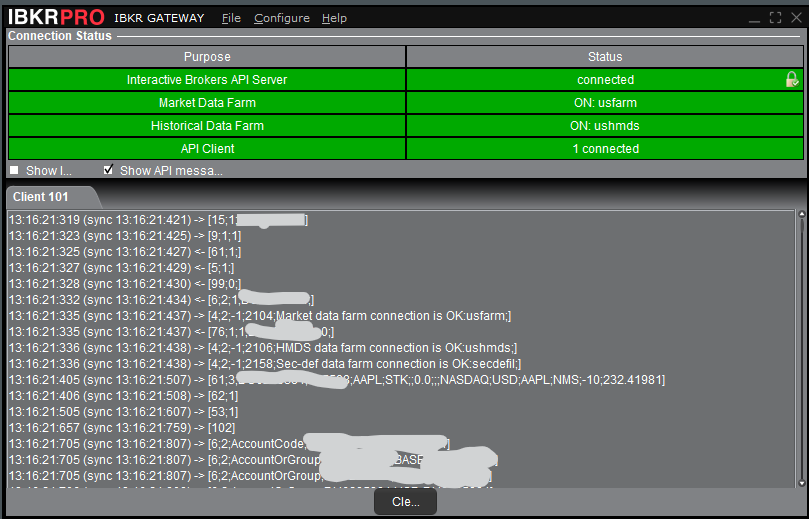 IBKRPRO IBKR GATEWAY File Configure Help
Connection Status
Purpose Status
Interactive Brokers API Server connected
Market Data Farm ON: usfarm
Historical Data Farm ON: ushmds
API Client 1 connected
Show I... Show API messa...
Client 101
13:16:21:319 (sync 13:16:21:421) -> [15;1; ]
13:16:21:323 (sync 13:16:21:425) -> [9;1;1]
13:16:21:325 (sync 13:16:21:427) <- [61;1;]
13:16:21:327 (sync 13:16:21:429) <- [5;1;]
13:16:21:328 (sync 13:16:21:430) <- [99;0;]
13:16:21:332 (sync 13:16:21:434) <- [6;2;1; ;]
13:16:21:335 (sync 13:16:21:437) -> [4;2;-1;2104;Market data farm connection is OK:usfarm;]
13:16:21:335 (sync 13:16:21:437) <- [76;1;1; 0;]
13:16:21:336 (sync 13:16:21:438) -> [4;2;-1;2106;HMDS data farm connection is OK:ushmds;]
13:16:21:336 (sync 13:16:21:438) -> [4;2;-1;2158;Sec-def data farm connection is OK:secdefil;]
13:16:21:405 (sync 13:16:21:507) -> [61;3; ;AAPL;STK;;0.0;;;NASDAQ;USD;AAPL;NMS;-10;232.41981]
13:16:21:406 (sync 13:16:21:508) -> [62;1]
13:16:21:505 (sync 13:16:21:607) -> [53;1]
13:16:21:657 (sync 13:16:21:759) -> [102]
13:16:21:705 (sync 13:16:21:807) -> [6;2;AccountCode; ]
13:16:21:705 (sync 13:16:21:807) -> [6;2;AccountOrGroup; BASE ]
13:16:21:705 (sync 13:16:21:807) -> [6;2;AccountOrGroup; ]
Cle...